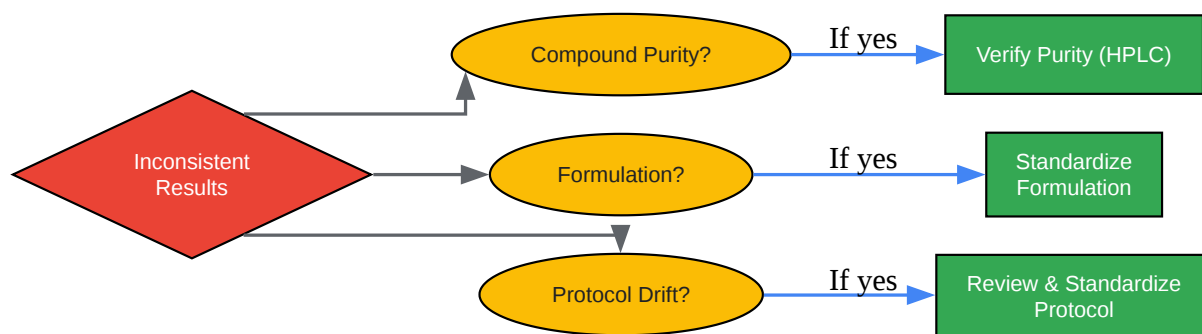 Compound Purity?
If yes
Verify Purity (HPLC)
Inconsistent
Results
Formulation?
If yes
Standardize
Formulation
Protocol Drift?
If yes
Review & Standardize
Protocol